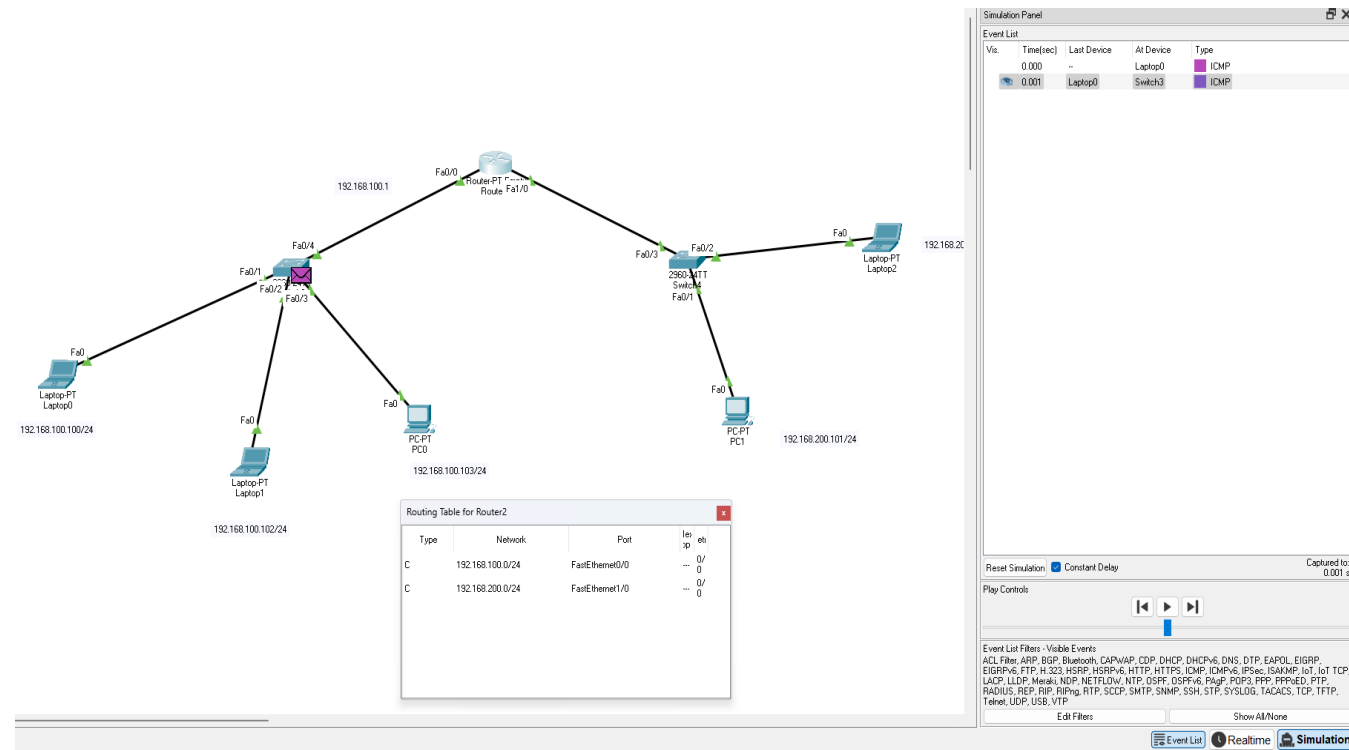 Simulation Panel
Event List
Vis. Time(sec) Last Device At Device Type
0.000 -- Laptop0 ICMP
0.001 Laptop0 Switch3 ICMP
192.168.100.1
Fa0/0
Router-PT
Route
Fa1/0
Fa0/4
Fa0/1
Fa0/2
Fa0/3
Fa0/3
Fa0/2
2960-24TT
Switch4
Fa0/1
Fa0
Laptop-PT
Laptop2
192.168.20
Fa0
Laptop-PT
Laptop0
192.168.100.100/24
Fa0
Laptop-PT
Laptop1
192.168.100.102/24
Fa0
PC-PT
PC0
192.168.100.103/24
Fa0
PC-PT
PC1
192.168.200.101/24
Routing Table for Router2
x
Type Network Port
C 192.168.100.0/24 FastEthernet0/0 --- 0/0
C 192.168.200.0/24 FastEthernet1/0 --- 0/0
Reset Simulation Constant Delay Captured to:
0.001 s
Play Controls
Event List Filters - Visible Events
ACL Filter, ARP, BGP, Bluetooth, CAPWAP, CDP, DHCP, DHCPv6, DNS, DTP, EAPOL, EIGRP,
EIGRPv6, FTP, H.323, HSRP, HSRPv6, HTTP, HTTPS, ICMP, ICMPv6, IPSec, ISAKMP, IoT, IoT TCP,
LACP, LLDP, Meraki, NDP, NETFLOW, NTP, OSPF, OSPFv6, PAgP, POP3, PPP, PPPoED, PTP,
RADIUS, REP, RIP, RIPng, RTP, SCCP, SMTP, SNMP, SSH, STP, SYSLOG, TACACS, TCP, TFTP,
Telnet, UDP, USB, VTP
Edit Filters Show All/None
Event List Realtime Simulation